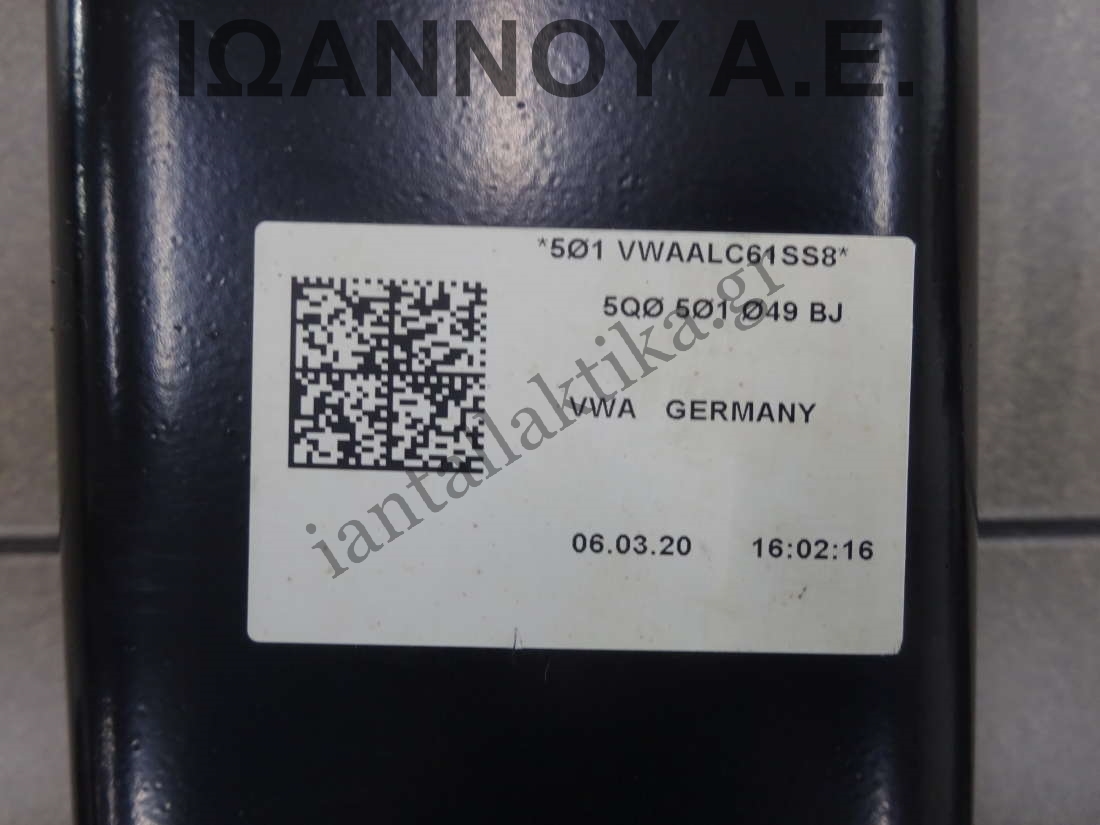 ΙΩΑΝΝΟΥ Α.Ε.
*5Ø1 VWAALC61SS8*
5QØ 5Ø1 Ø49 BJ
VWA GERMANY
iantallaktika.gr
06.03.20 16:02:16